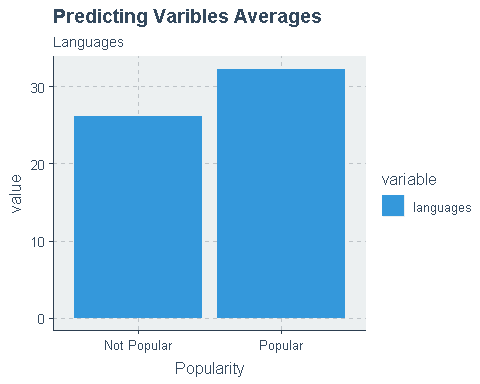 Predicting Varibles Averages
Languages
30
20
10
0
value
Not Popular
Popular
Popularity
variable
languages